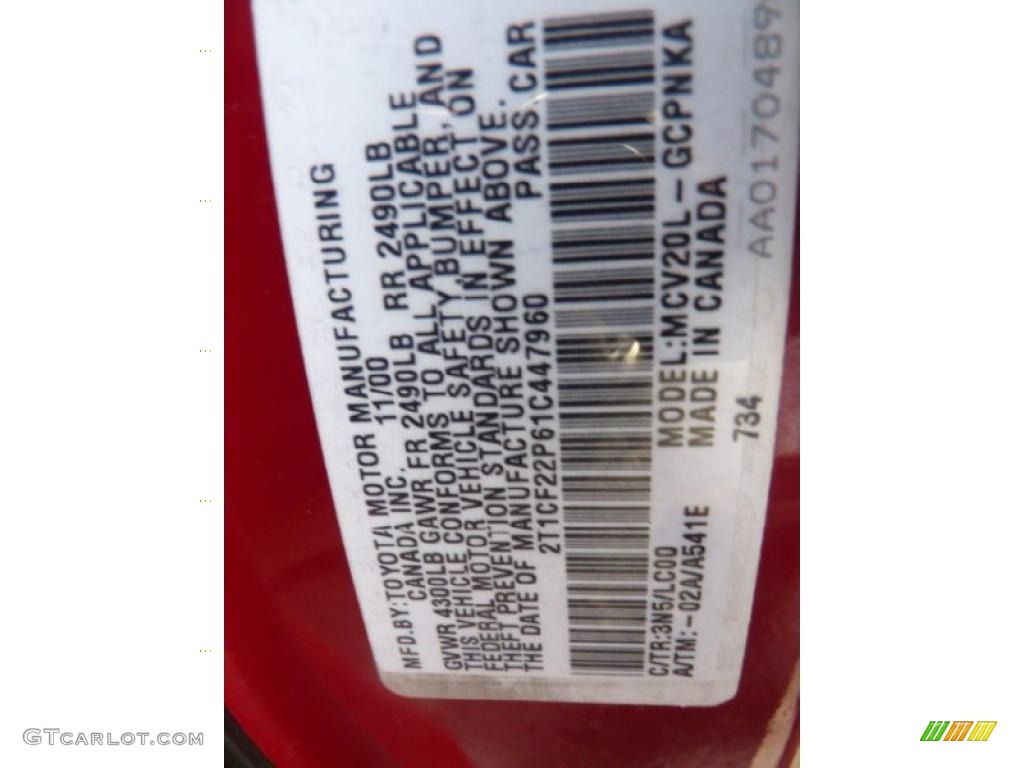 MFD.BY:TOYOTA MOTOR MANUFACTURING
CANADA INC. 11/00
GVWR 4300LB GAWR FR 2490LB RR 2490LB
THIS VEHICLE CONFORMS TO ALL APPLICABLE
FEDERAL MOTOR VEHICLE SAFETY,BUMPER, AND
THEFT PREVENTION STANDARDS IN EFFECT ON
THE DATE OF MANUFACTURE SHOWN ABOVE.
2T1CF22P61C447960 PASS.CAR
C/TR:3N5/LC00 MODEL:MCV20L-GCPNKA
A/TM:-02A/A541E MADE IN CANADA
734
AA0170489
GTCARLOT.COM